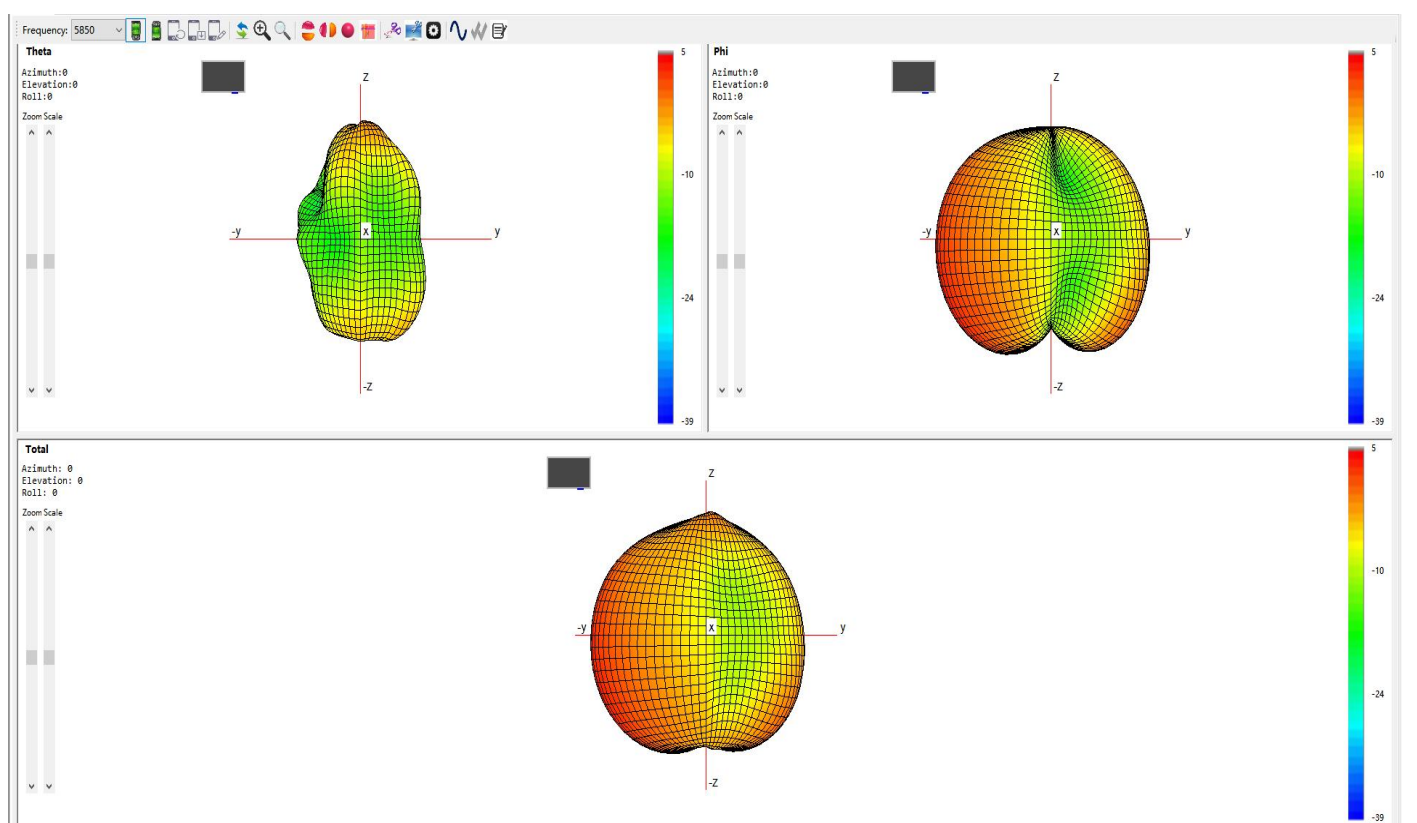 Frequency: 5850
Theta
Azimuth:0
Elevation:0
Roll:0
Zoom Scale
Z
-y
X
y
-Z
5
-10
-24
-39
Phi
Azimuth:0
Elevation:0
Roll:0
Zoom Scale
Z
-y
X
y
-Z
5
-10
-24
-39
Total
Azimuth: 0
Elevation: 0
Roll: 0
Zoom Scale
Z
-y
X
y
-Z
5
-10
-24
-39